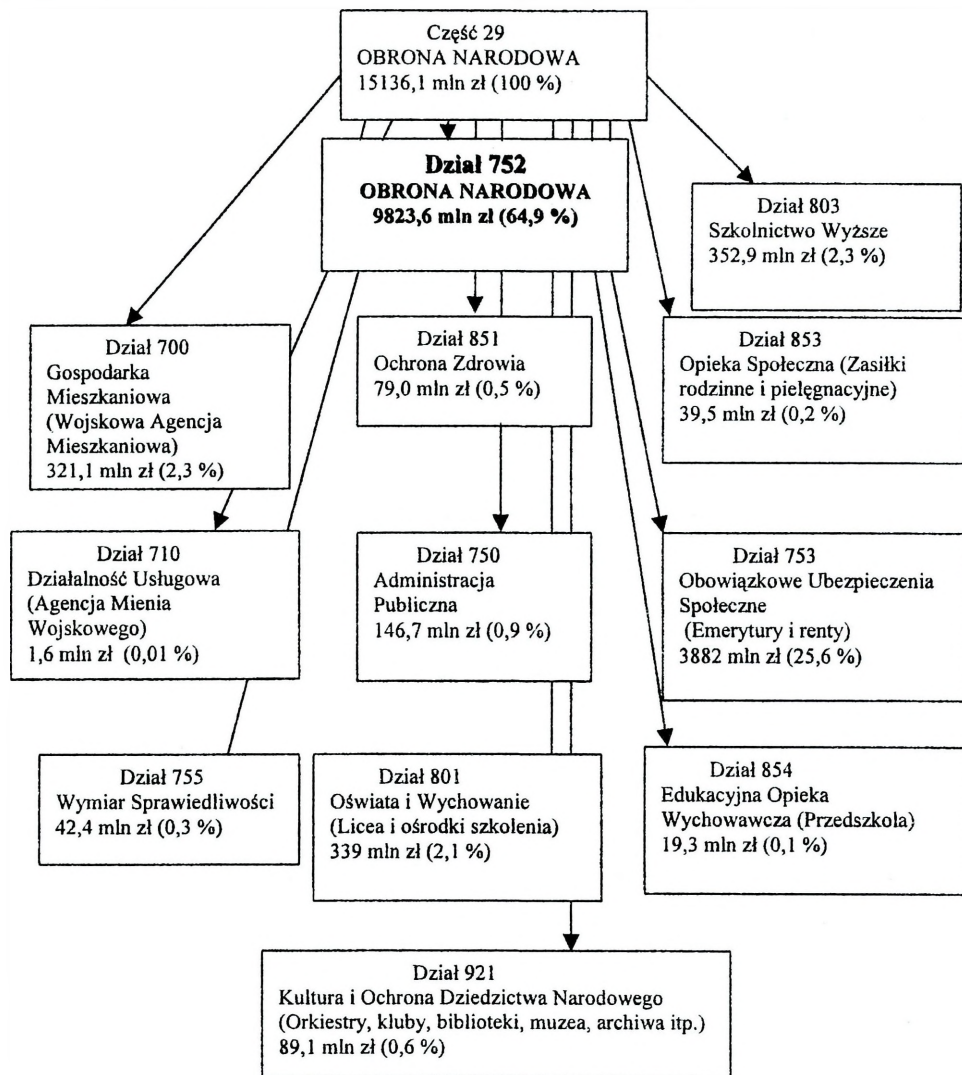 Część 29
OBRONA NARODOWA
15136,1 mln zł (100 %)
Dział 752
OBRONA NARODOWA
9823,6 mln zł (64,9 %)
Dział 803
Szkolnictwo Wyższe
352,9 mln zł (2,3 %)
Dział 700
Gospodarka
Mieszkaniowa
(Wojskowa Agencja
Mieszkaniowa)
321,1 mln zł (2,3 %)
Dział 851
Ochrona Zdrowia
79,0 mln zł (0,5 %)
Dział 853
Opieka Społeczna (Zasiłki
rodzinne i pielęgnacyjne)
39,5 mln zł (0,2 %)
Dział 710
Działalność Usługowa
(Agencja Mienia
Wojskowego)
1,6 mln zł (0,01 %)
Dział 750
Administracja
Publiczna
146,7 mln zł (0,9 %)
Dział 753
Obowiązkowe Ubezpieczenia
Społeczne
(Emerytury i renty)
3882 mln zł (25,6 %)
Dział 755
Wymiar Sprawiedliwości
42,4 mln zł (0,3 %)
Dział 801
Oświata i Wychowanie
(Licea i ośrodki szkolenia)
339 mln zł (2,1 %)
Dział 854
Edukacyjna Opieka
Wychowawcza (Przedszkola)
19,3 mln zł (0,1 %)
Dział 921
Kultura i Ochrona Dziedzictwa Narodowego
(Orkiestry, kluby, biblioteki, muzea, archiwa itp.)
89,1 mln zł (0,6 %)